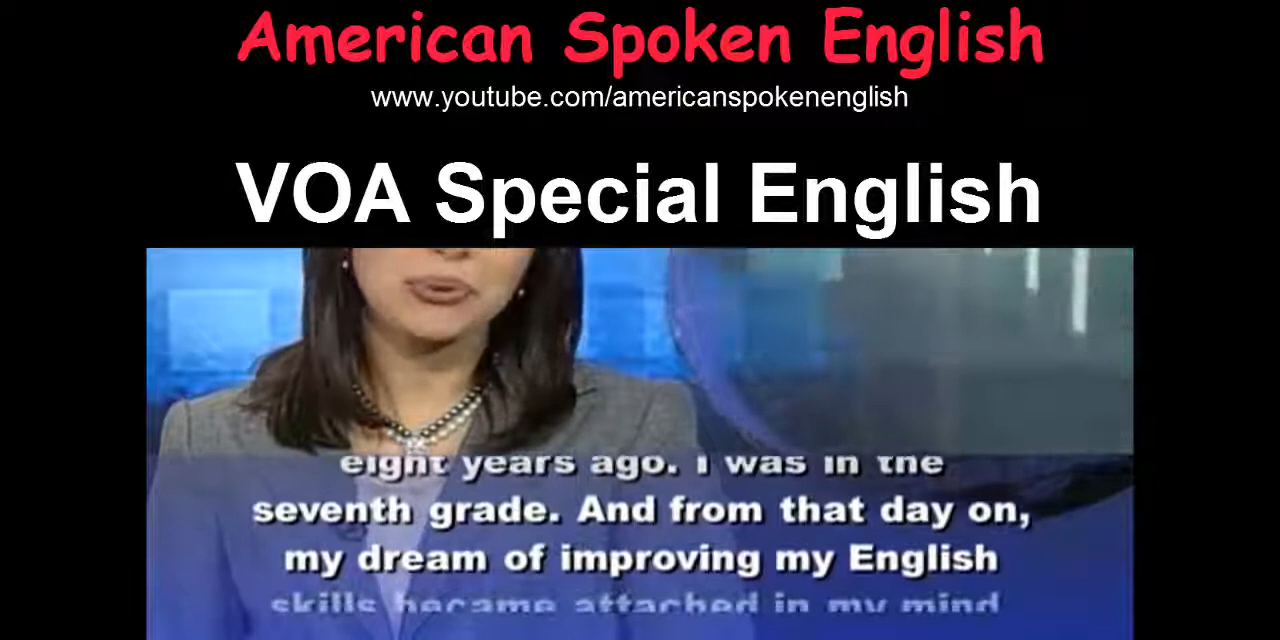 American Spoken English
www.youtube.com/americanspokenenglish
VOA Special English
eight years ago. I was in the
seventh grade. And from that day on,
my dream of improving my English
skills became attached in my mind